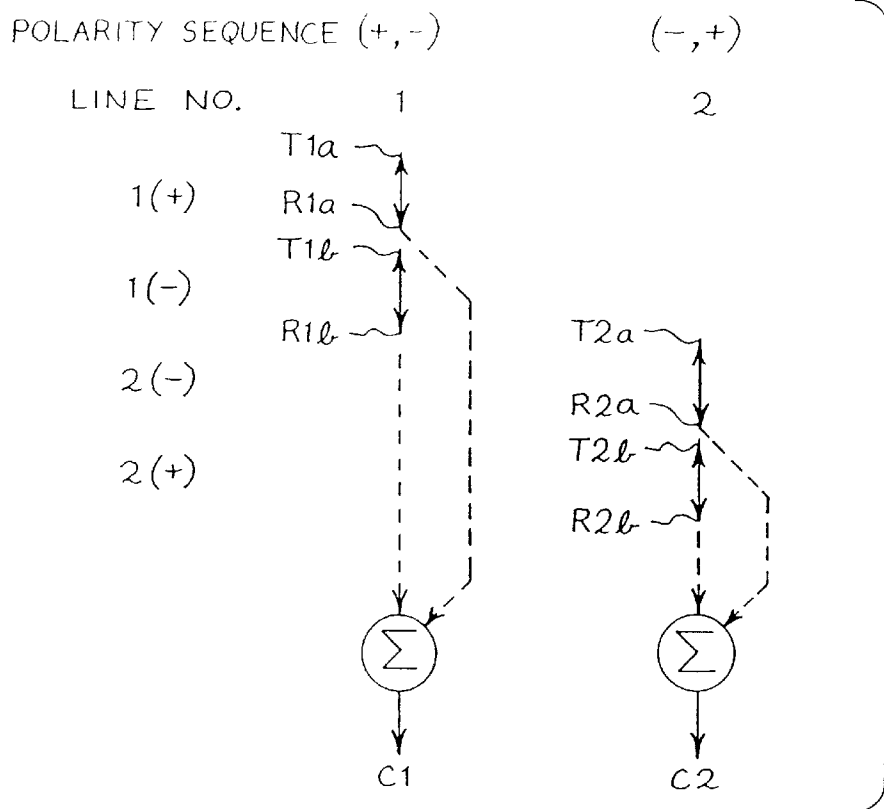 POLARITY SEQUENCE (+,-) (-,+)
LINE NO. 1 2
T1a
1(+)
R1a
T1b
1(-)
R1b
T2a
2(-)
R2a
T2b
2(+)
R2b
Σ Σ
C1 C2